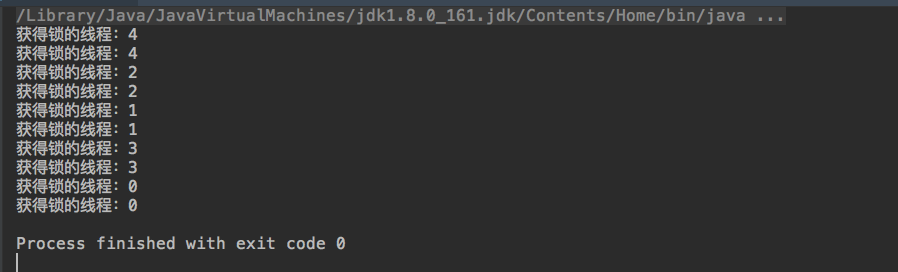 /Library/Java/JavaVirtualMachines/jdk1.8.0_161.jdk/Contents/Home/bin/java ...
获得锁的线程：4
获得锁的线程：4
获得锁的线程：2
获得锁的线程：2
获得锁的线程：1
获得锁的线程：1
获得锁的线程：3
获得锁的线程：3
获得锁的线程：0
获得锁的线程：0
Process finished with exit code 0